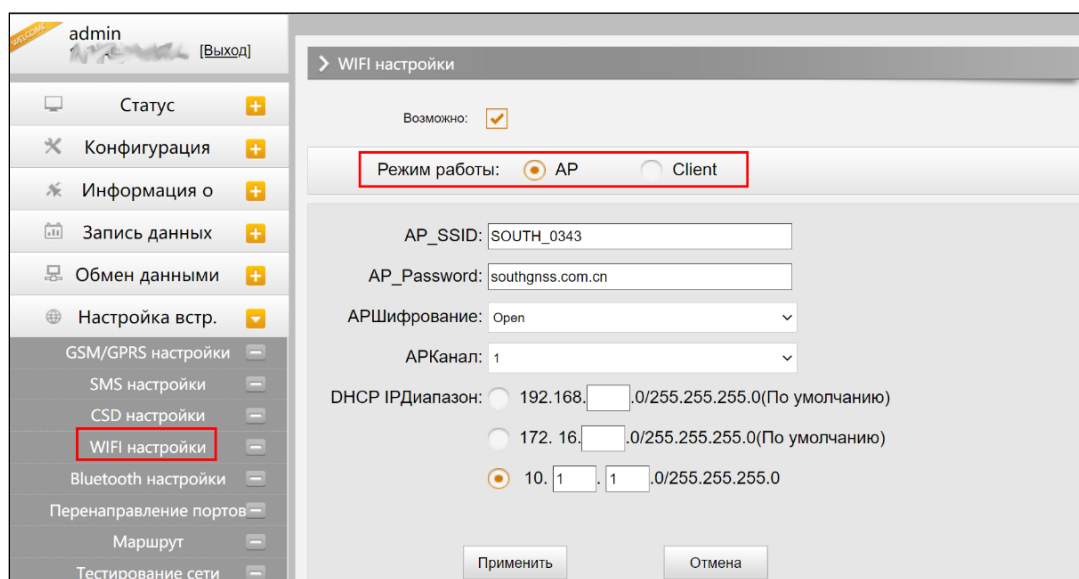 WELCOME
admin
[Выход]
Статус
Конфигурация
Информация о
Запись данных
Обмен данными
Настройка встр.
GSM/GPRS настройки
SMS настройки
CSD настройки
WIFI настройки
Bluetooth настройки
Перенаправление портов
Маршрут
Тестирование сети
WIFI настройки
Возможно:
Режим работы: AP Client
AP_SSID: SOUTH_0343
AP_Password: southgnss.com.cn
APШифрование: Open
APКанал: 1
DHCP IPДиапазон: 192.168. .0/255.255.255.0(По умолчанию)
172. 16. .0/255.255.255.0(По умолчанию)
10. 1 . 1 .0/255.255.255.0
Применить Отмена